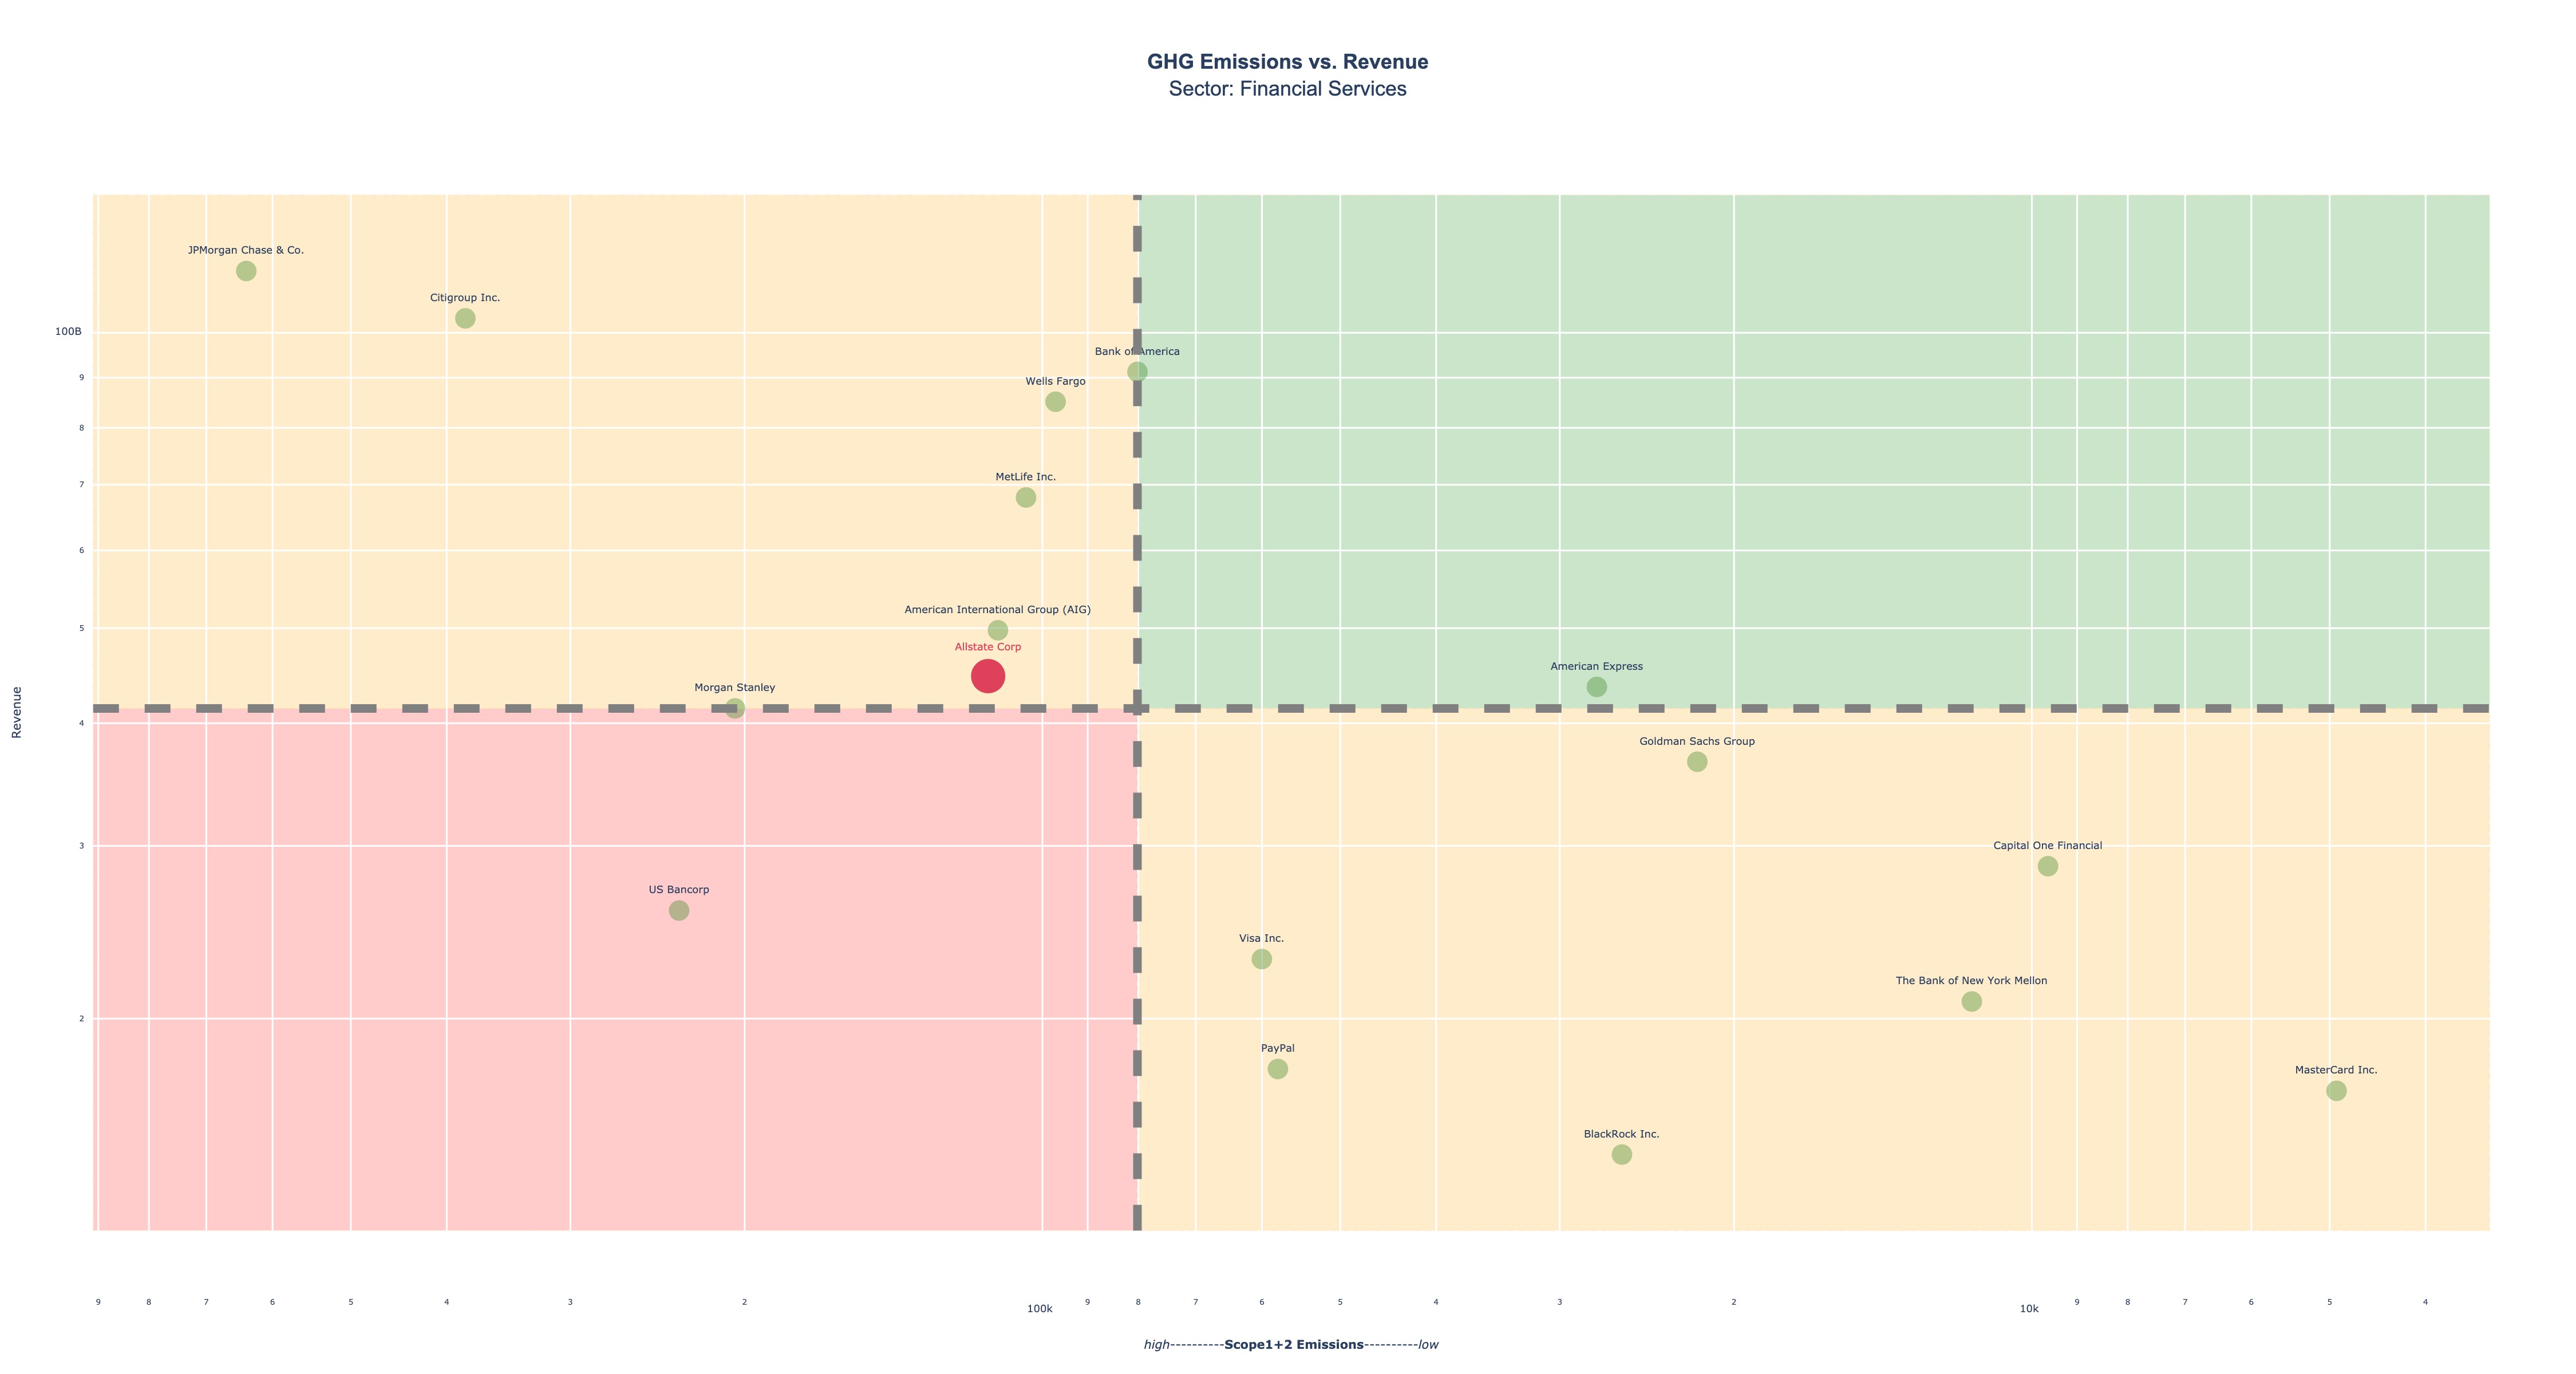 GHG Emissions vs. Revenue
Sector: Financial Services
JPMorgan Chase & Co.
Citigroup Inc.
100B
Bank of America
9
Wells Fargo
8
MetLife Inc.
7
6
American International Group (AIG)
5
Allstate Corp
American Express
Morgan Stanley
Revenue
4
Goldman Sachs Group
3
Capital One Financial
US Bancorp
Visa Inc.
The Bank of New York Mellon
2
PayPal
MasterCard Inc.
BlackRock Inc.
9 8 7 6 5 4 3 2 100k 9 8 7 6 5 4 3 2 10k 9 8 7 6 5 4
high----------Scope1+2 Emissions----------low